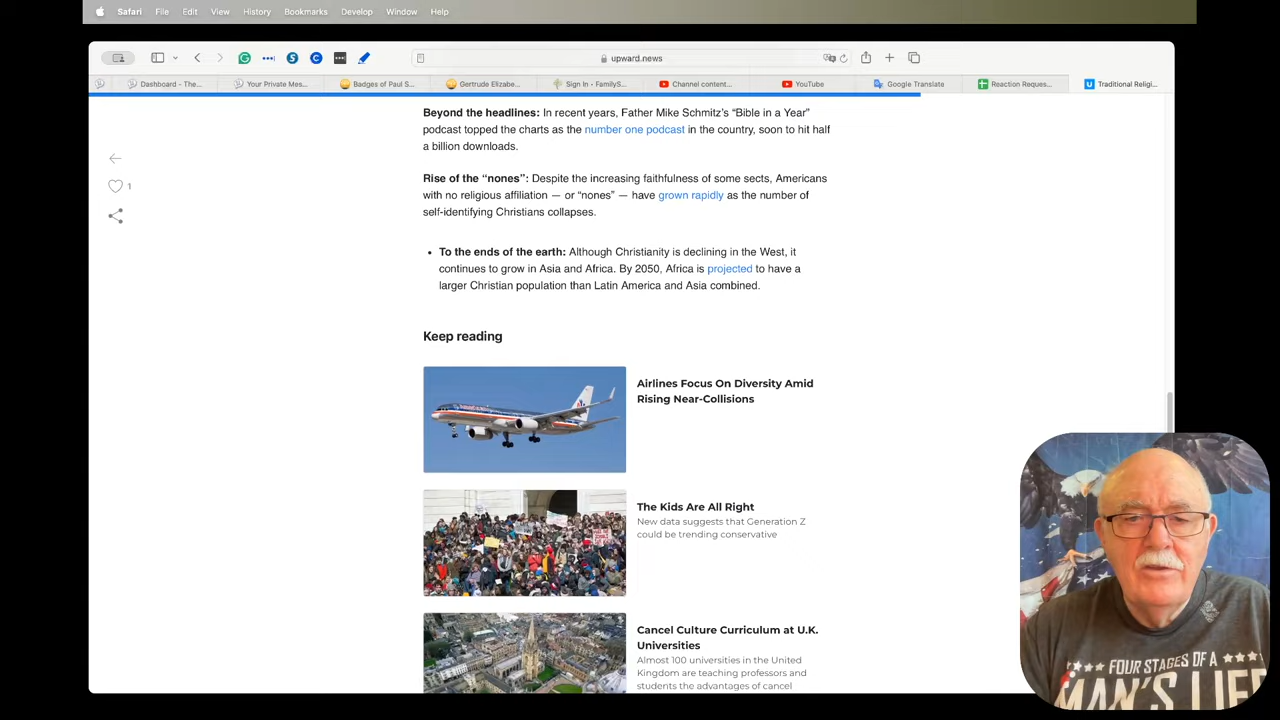 Safari File Edit View History Bookmarks Develop Window Help
upward.news
Dashboard - The... Your Private Mes... Badges of Paul S... Gertrude Elizabe... Sign In - FamilyS... Channel content... YouTube Google Translate Reaction Reques... Traditional Religi...
Beyond the headlines: In recent years, Father Mike Schmitz's “Bible in a Year”
podcast topped the charts as the number one podcast in the country, soon to hit half
a billion downloads.
1
Rise of the “nones”: Despite the increasing faithfulness of some sects, Americans
with no religious affiliation — or “nones” — have grown rapidly as the number of
self-identifying Christians collapses.
• To the ends of the earth: Although Christianity is declining in the West, it
continues to grow in Asia and Africa. By 2050, Africa is projected to have a
larger Christian population than Latin America and Asia combined.
Keep reading
Airlines Focus On Diversity Amid
Rising Near-Collisions
The Kids Are All Right
New data suggests that Generation Z
could be trending conservative
Cancel Culture Curriculum at U.K.
Universities
Almost 100 universities in the United
Kingdom are teaching professors and
students the advantages of cancel
FOUR STAGES OF A
MAN'S LIFE